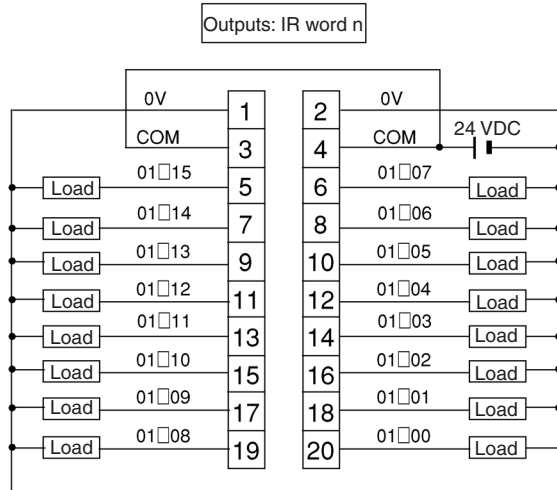 Outputs: IR word n
0V 1 2 0V
COM 3 4 COM 24 VDC
Load 01□15 5 6 01□07 Load
Load 01□14 7 8 01□06 Load
Load 01□13 9 10 01□05 Load
Load 01□12 11 12 01□04 Load
Load 01□11 13 14 01□03 Load
Load 01□10 15 16 01□02 Load
Load 01□09 17 18 01□01 Load
Load 01□08 19 20 01□00 Load